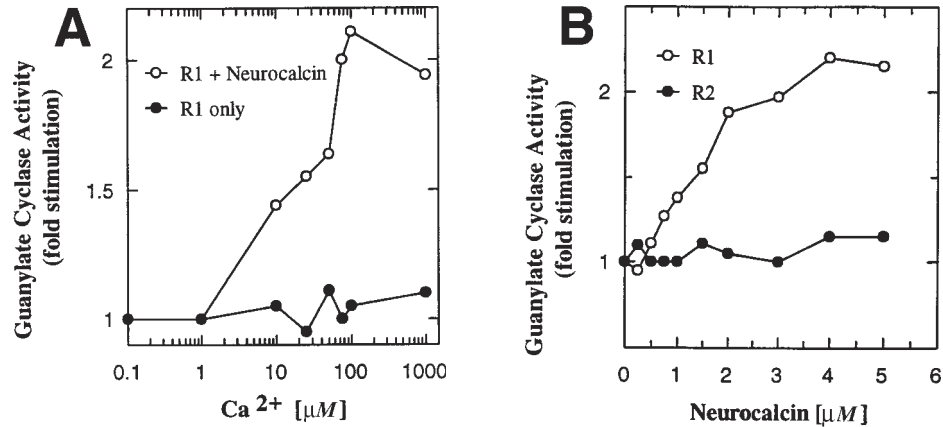 A
Guanylate Cyclase Activity
(fold stimulation)
2
1.5
1
R1 + Neurocalcin
R1 only
0.1 1 10 100 1000
Ca 2+ [µM]
B
Guanylate Cyclase Activity
(fold stimulation)
2
1
R1
R2
0 1 2 3 4 5 6
Neurocalcin [µM]